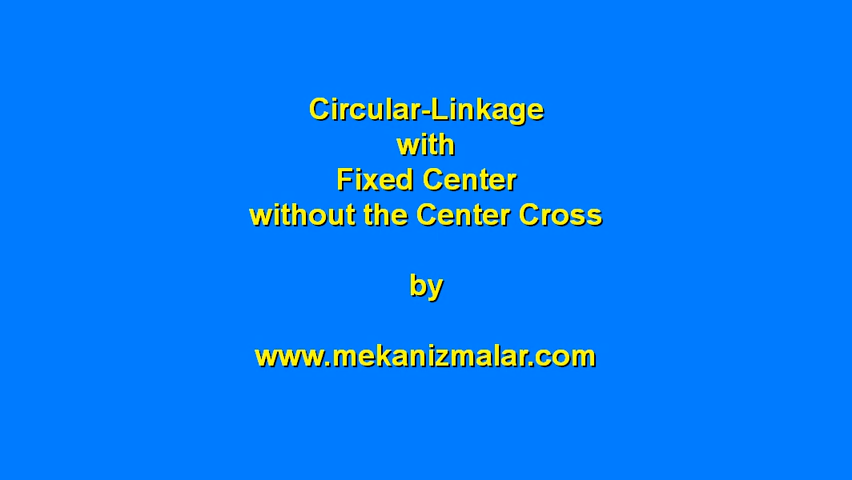 Circular-Linkage
with
Fixed Center
without the Center Cross
by
www.mekanizmalar.com